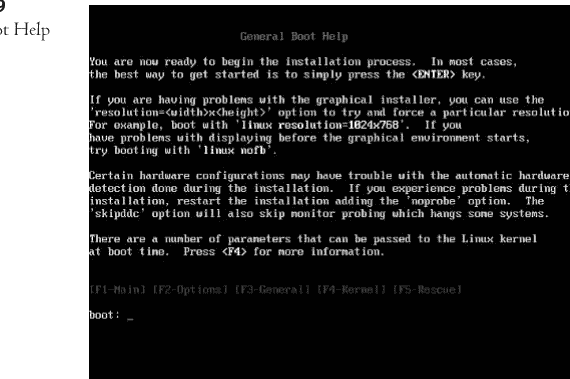 9
ot Help
General Boot Help
You are now ready to begin the installation process.  In most cases,
the best way to get started is to simply press the <ENTER> key.
If you are having problems with the graphical installer, you can use the
'resolution=<width>x<height>' option to try and force a particular resolutio
For example, boot with 'linux resolution=1024x768'.  If you
have problems with displaying before the graphical environment starts,
try booting with 'linux nofb'.
Certain hardware configurations may have trouble with the automatic hardware
detection done during the installation.  If you experience problems during t
installation, restart the installation adding the 'noprobe' option.  The
'skipddc' option will also skip monitor probing which hangs some systems.
There are a number of parameters that can be passed to the Linux kernel
at boot time.  Press <F4> for more information.
[F1-Main] [F2-Options] [F3-General] [F4-Kernel] [F5-Rescue]
boot: _